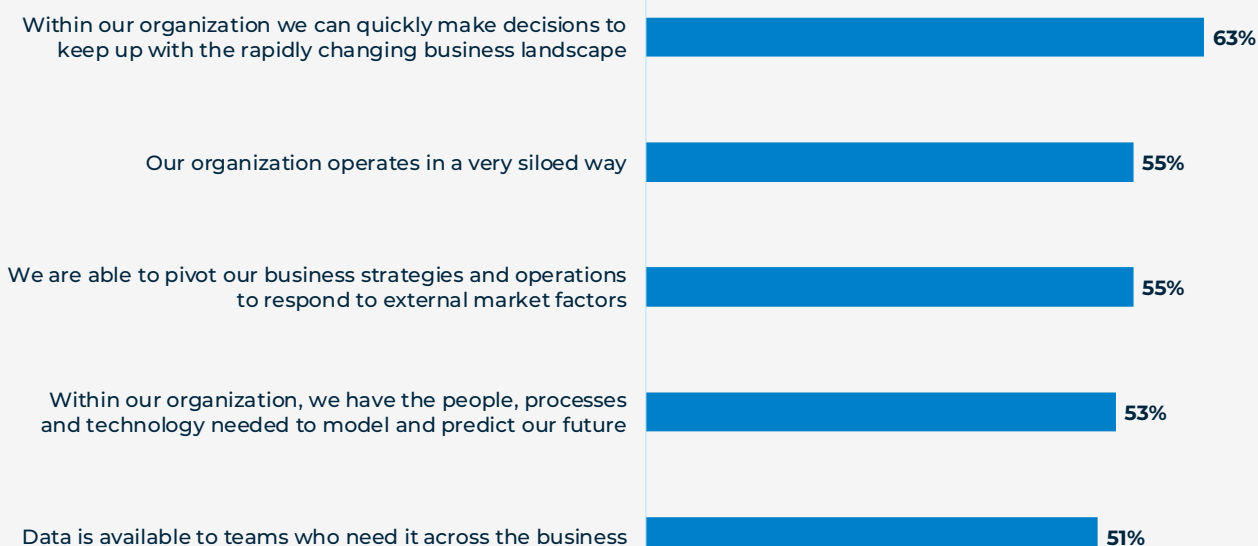 Within our organization we can quickly make decisions to
keep up with the rapidly changing business landscape
63%
Our organization operates in a very siloed way
55%
We are able to pivot our business strategies and operations
to respond to external market factors
55%
Within our organization, we have the people, processes
and technology needed to model and predict our future
53%
Data is available to teams who need it across the business
51%